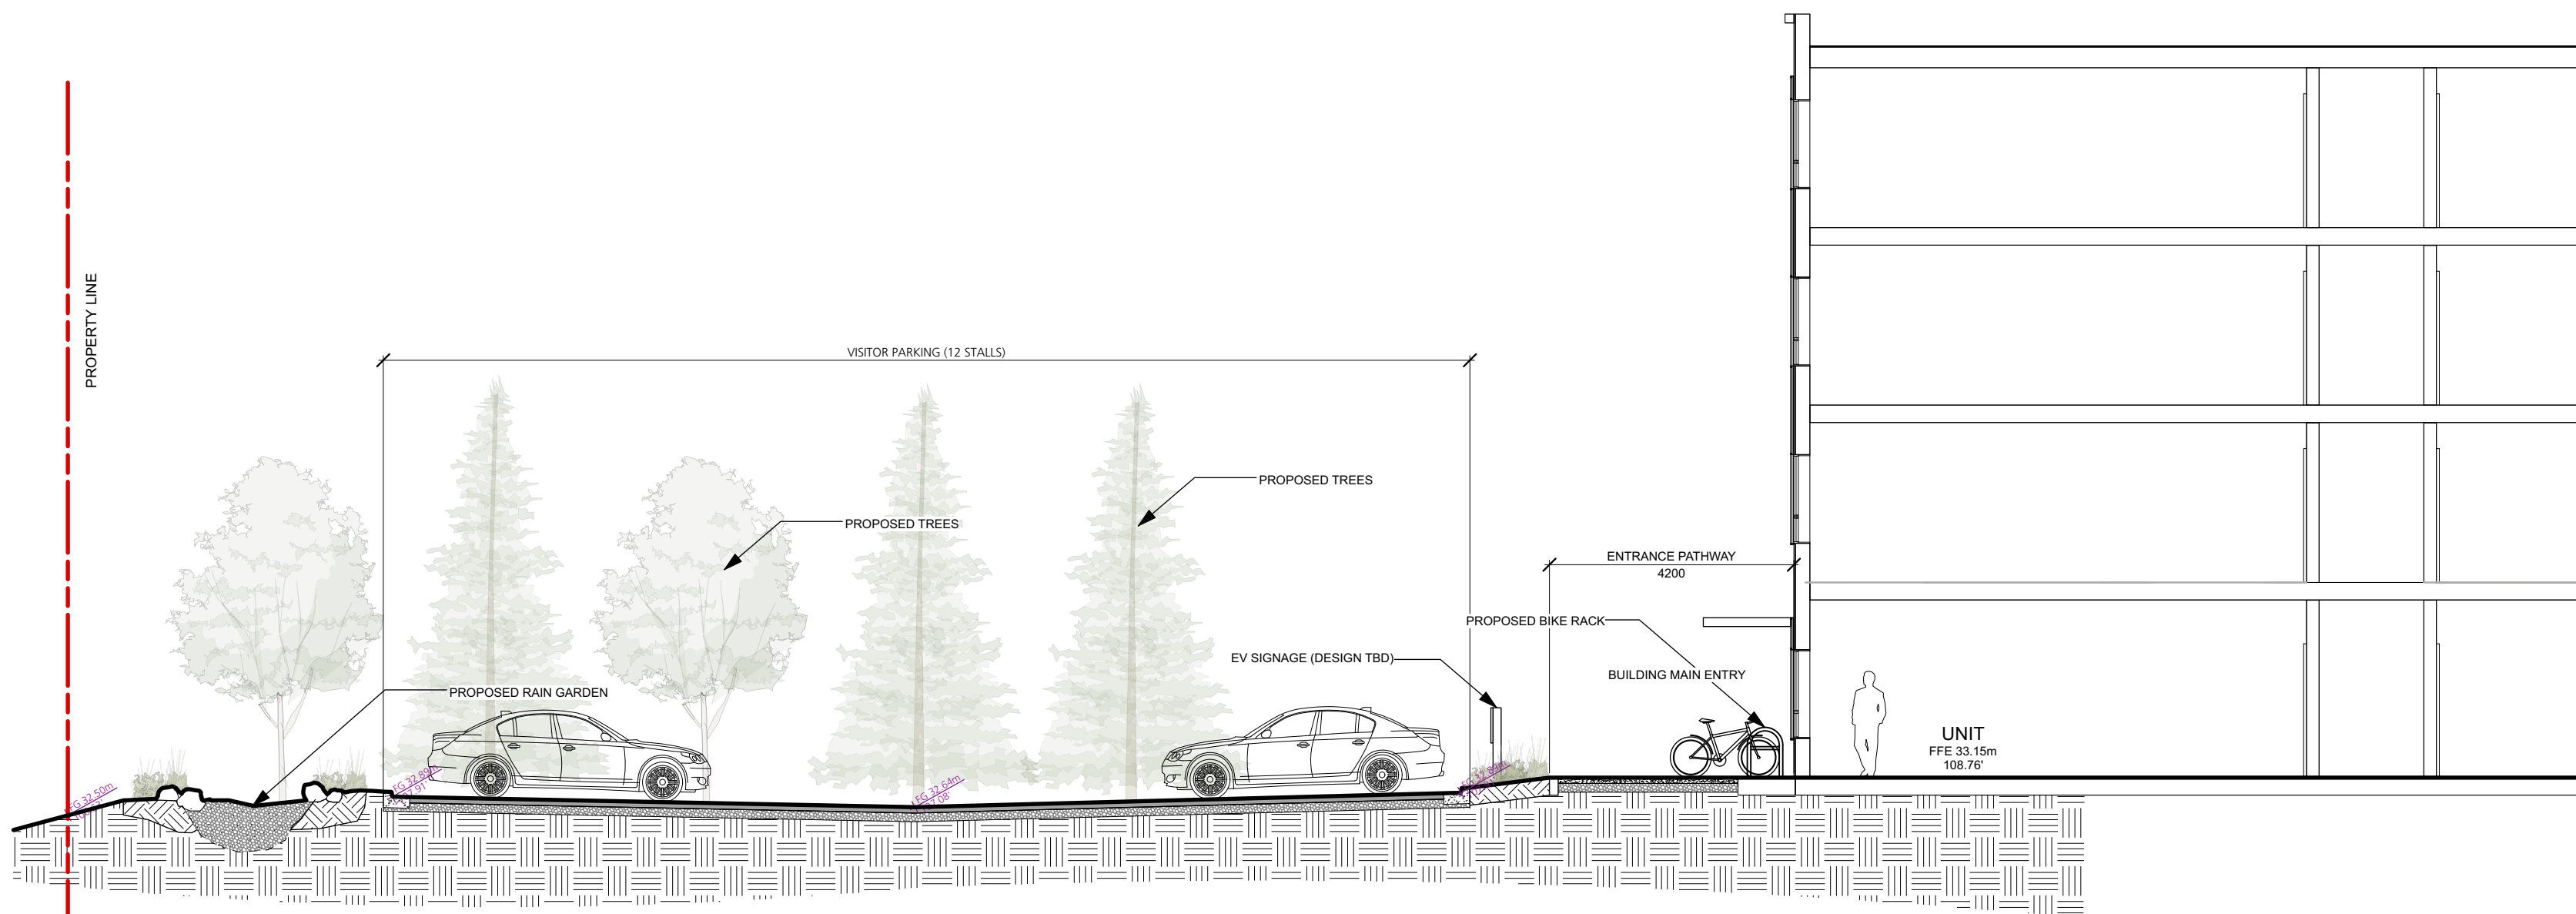 PROPERTY LINE
VISITOR PARKING (12 STALLS)
PROPOSED TREES
PROPOSED TREES
ENTRANCE PATHWAY
4200
PROPOSED BIKE RACK
EV SIGNAGE (DESIGN TBD)
BUILDING MAIN ENTRY
PROPOSED RAIN GARDEN
UNIT
FFE 33.15m
108.76'
FG 32.50m
FG 32.89m
FG 32.64m